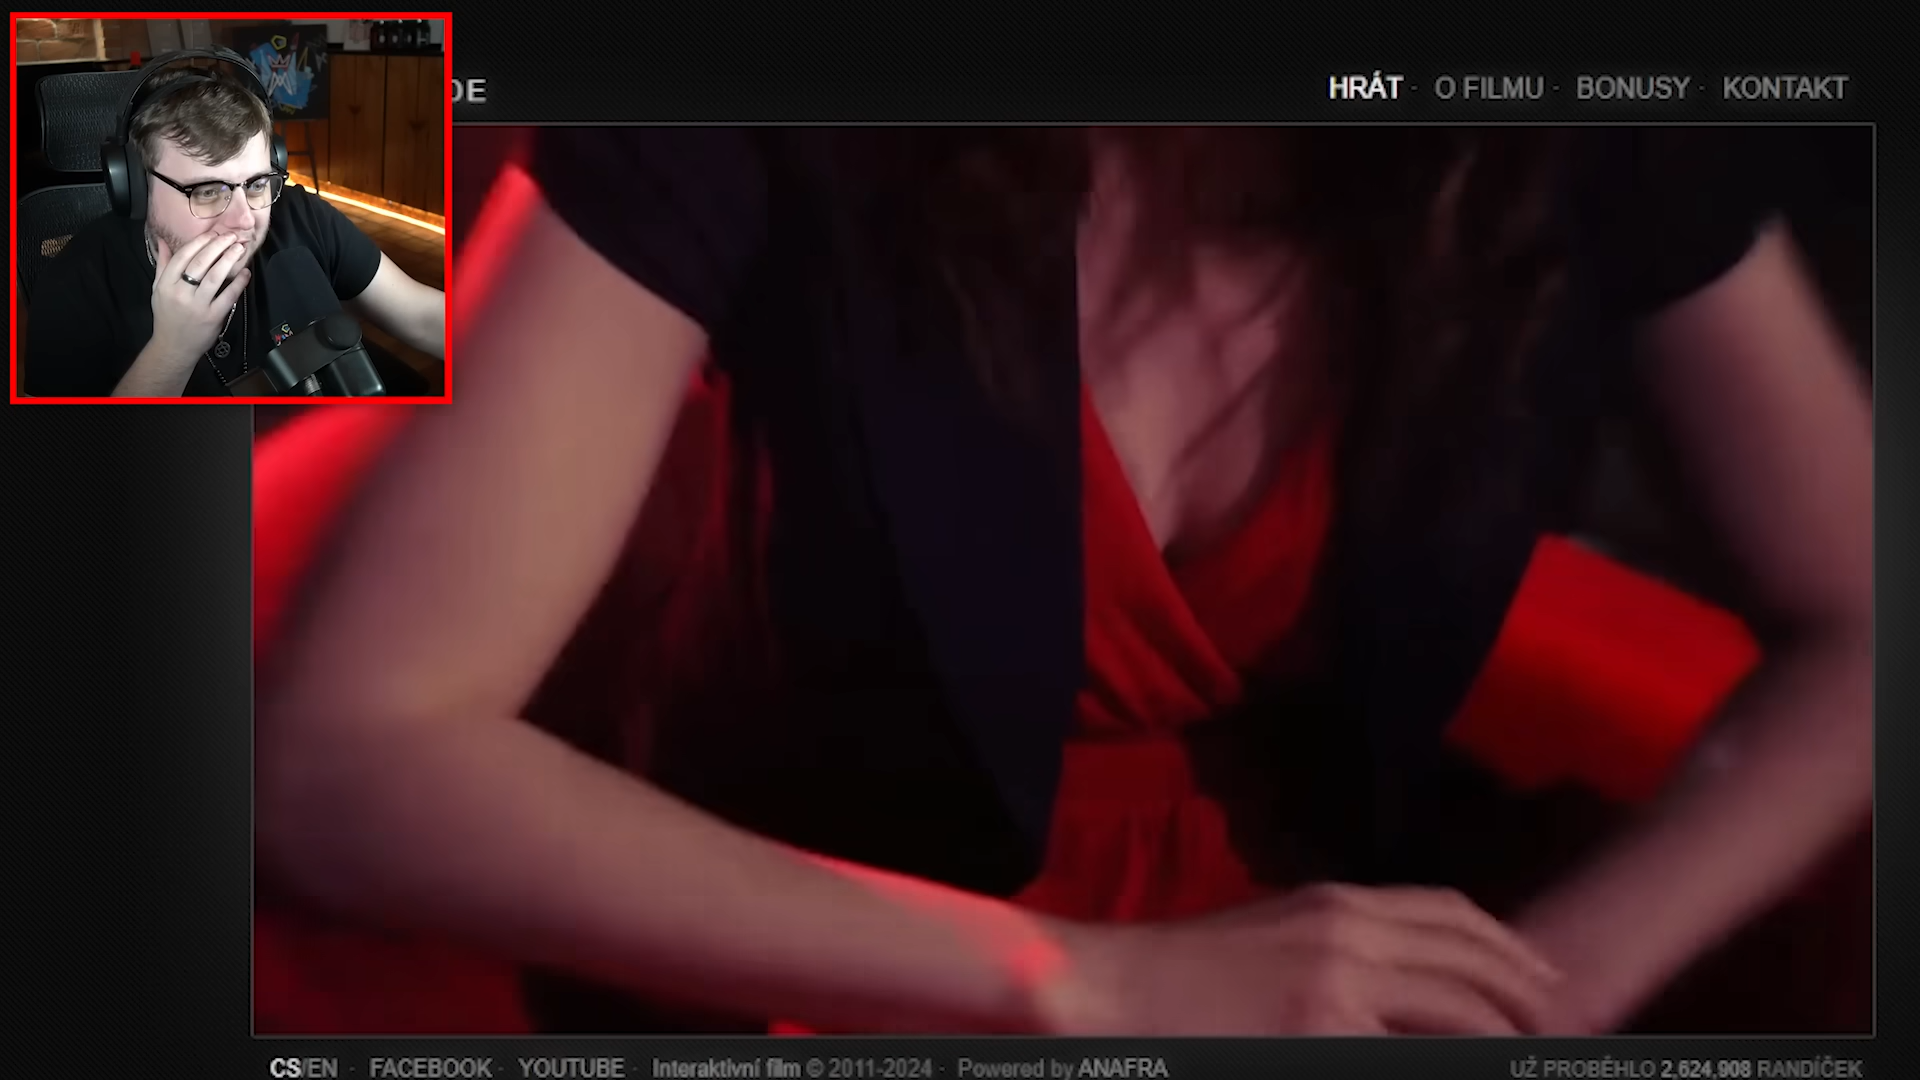 DE
HRÁT · O FILMU · BONUSY · KONTAKT
CS/EN · FACEBOOK · YOUTUBE · Interaktivní film © 2011-2024 · Powered by ANAFRA
UŽ PROBĚHLO 2,624,908 RANDÍČEK